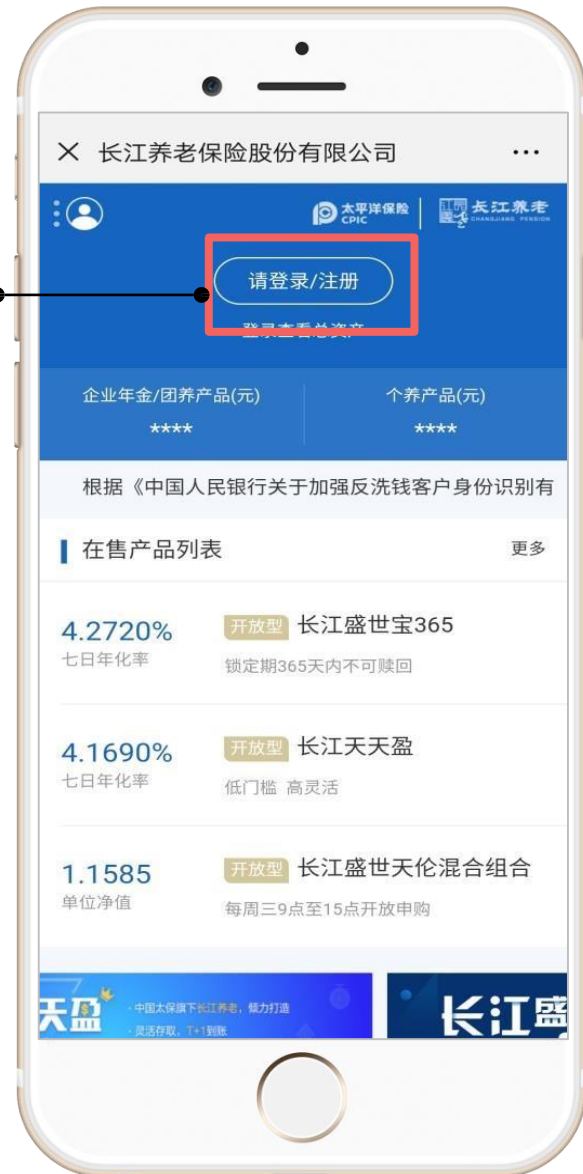 长江养老保险股份有限公司
太平洋保险
CPIC
长江养老
CHANGJIANG PENSION
请登录/注册
登录查看总资产
企业年金/团养产品(元)
个养产品(元)
****
****
根据《中国人民银行关于加强反洗钱客户身份识别有
在售产品列表
更多
4.2720%
开放型 长江盛世宝365
七日年化率
锁定期365天内不可赎回
4.1690%
开放型 长江天天盈
七日年化率
低门槛 高灵活
1.1585
开放型 长江盛世天伦混合组合
单位净值
每周三9点至15点开放申购
天盈
· 中国太保旗下长江养老，倾力打造
· 灵活存取，T+1到账
长江盛